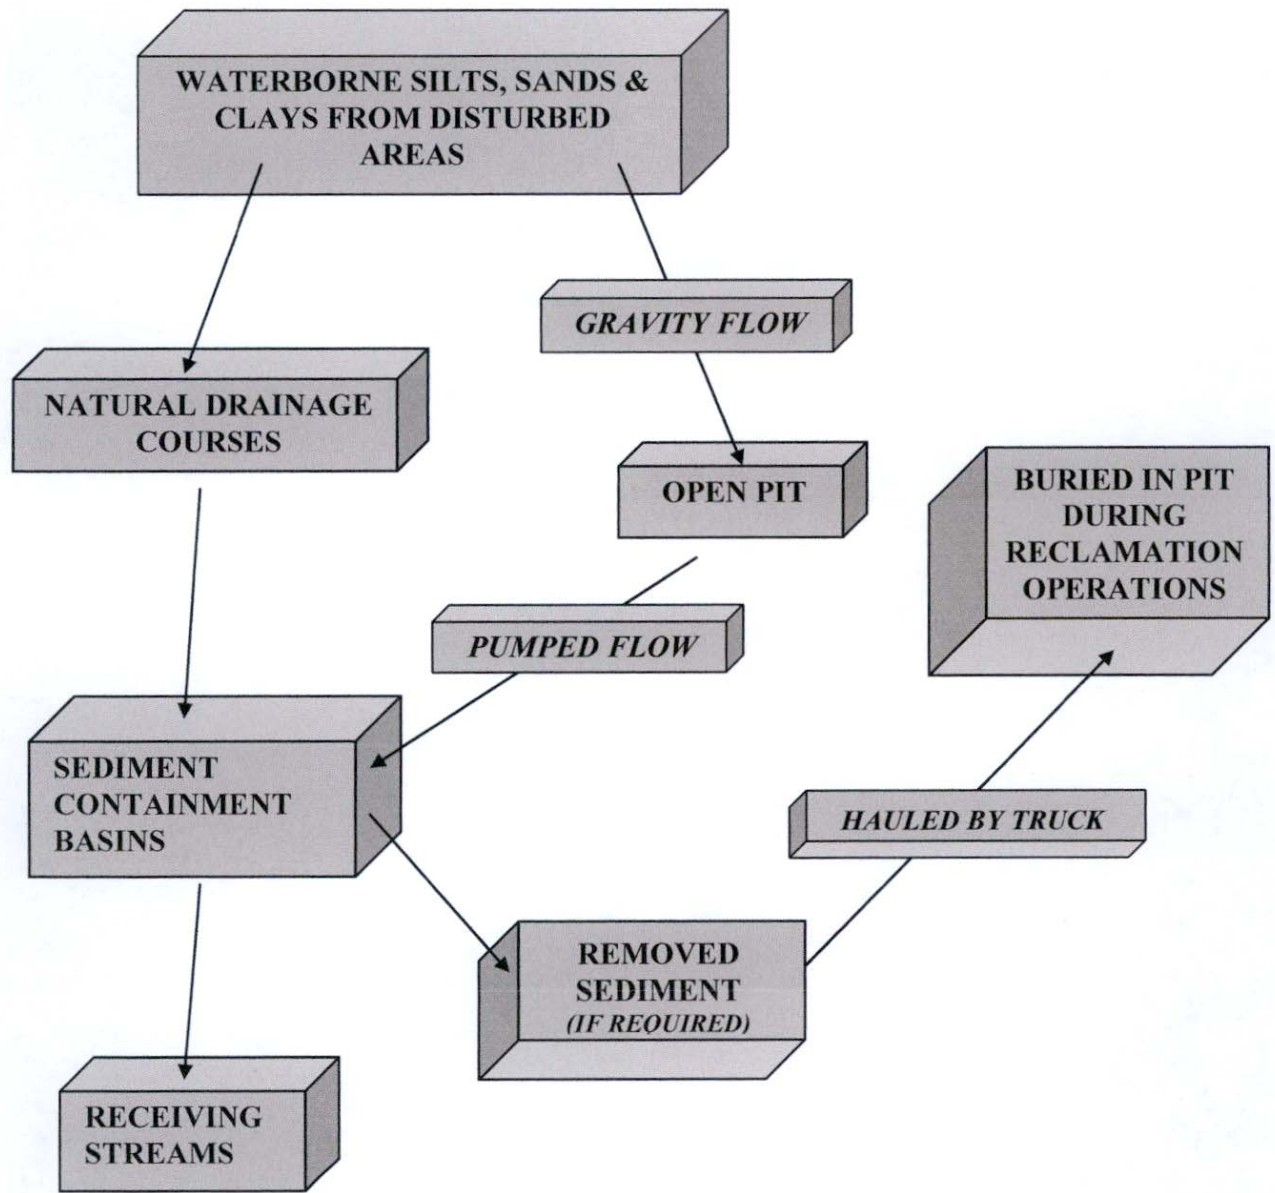 WATERBORNE SILTS, SANDS &
CLAYS FROM DISTURBED
AREAS
GRAVITY FLOW
NATURAL DRAINAGE
COURSES
OPEN PIT
BURIED IN PIT
DURING
RECLAMATION
OPERATIONS
PUMPED FLOW
SEDIMENT
CONTAINMENT
BASINS
HAULED BY TRUCK
REMOVED
SEDIMENT
(IF REQUIRED)
RECEIVING
STREAMS